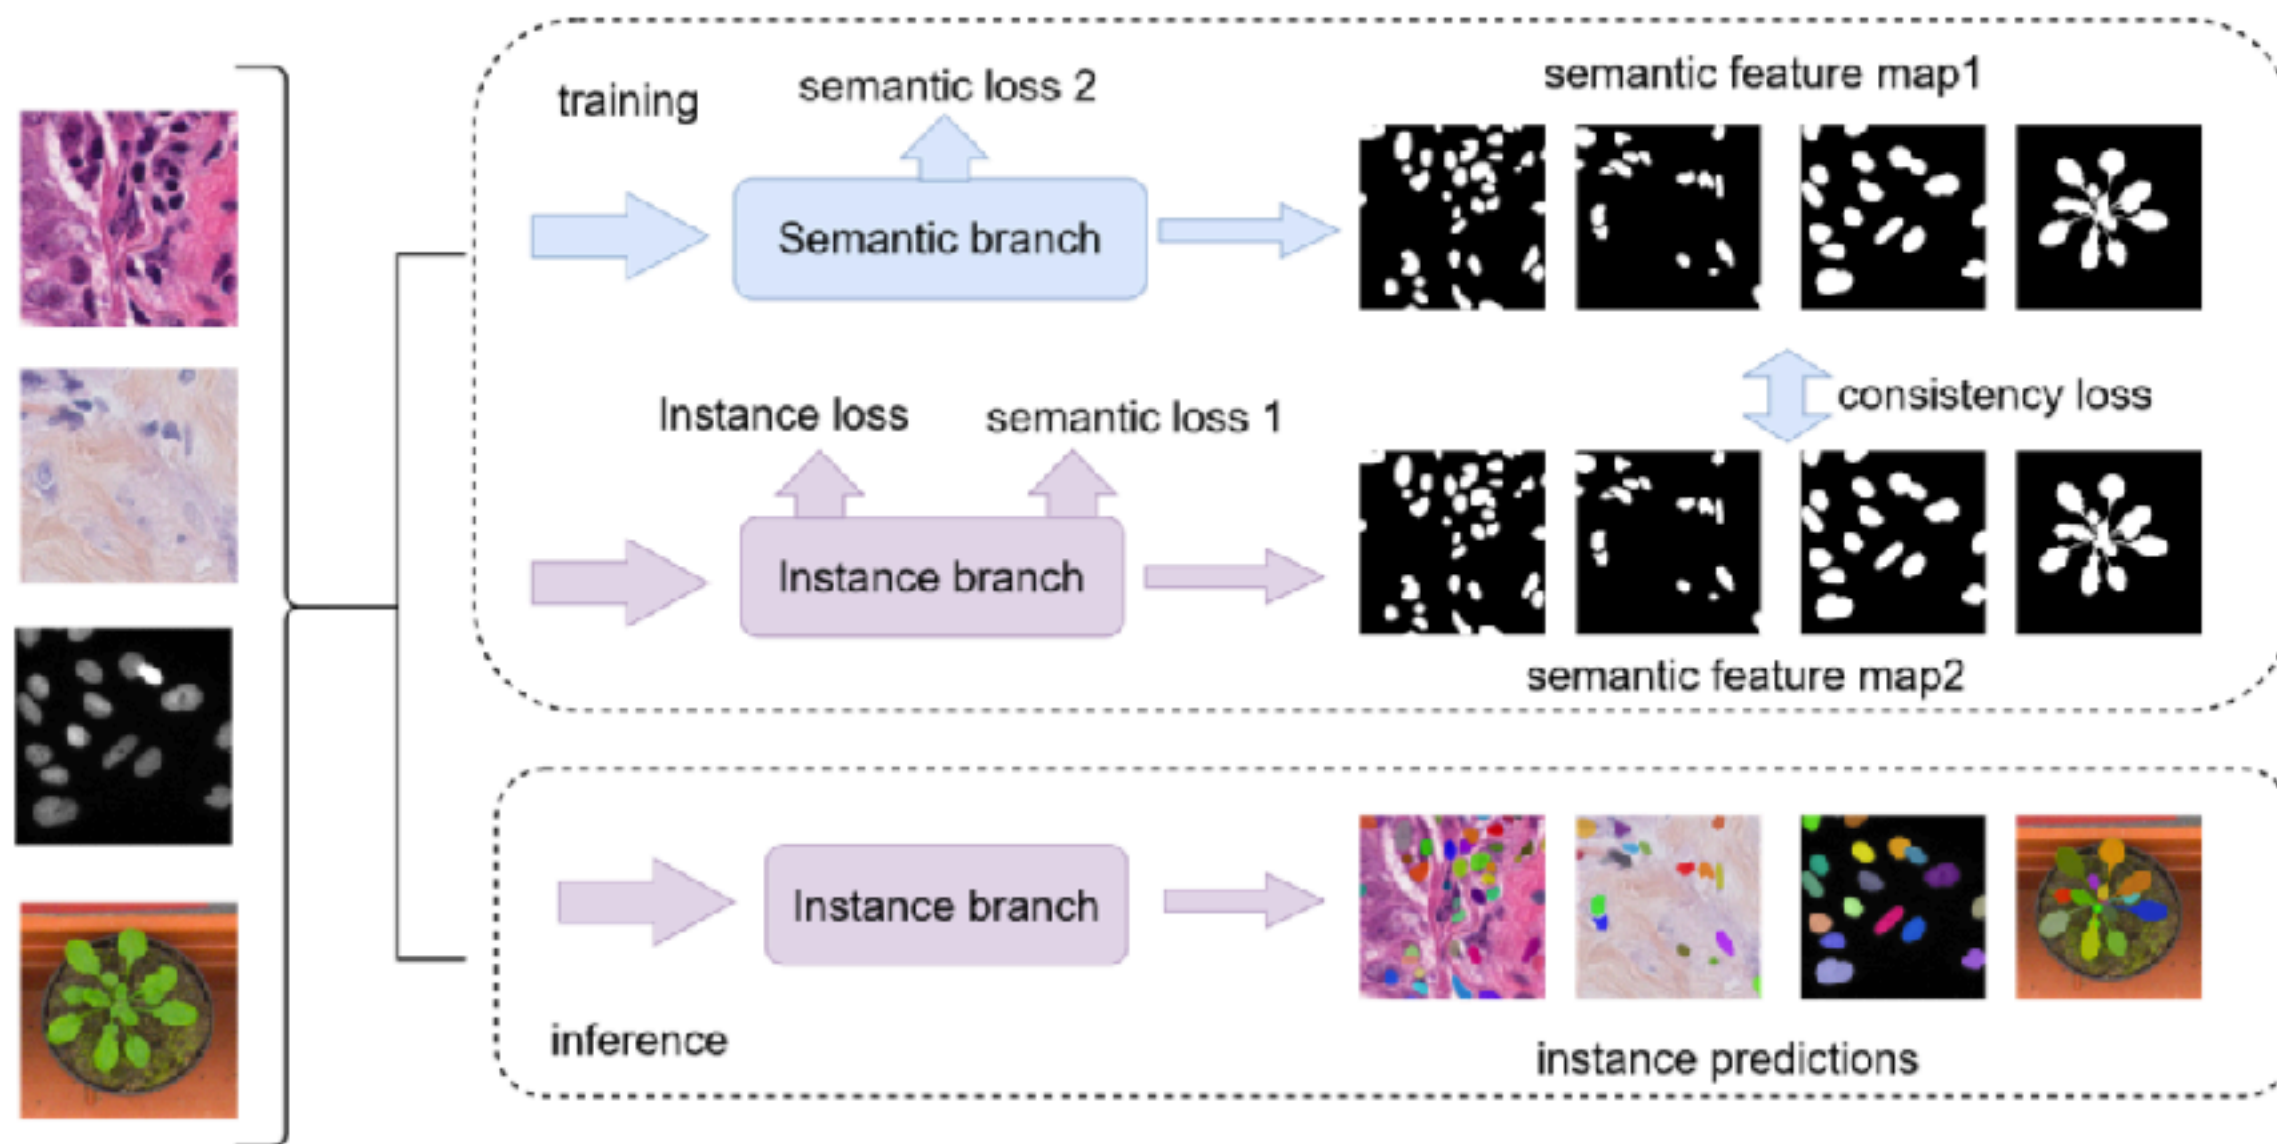 training
semantic loss 2
semantic feature map1
Semantic branch
consistency loss
Instance loss
semantic loss 1
Instance branch
semantic feature map2
Instance branch
inference
instance predictions